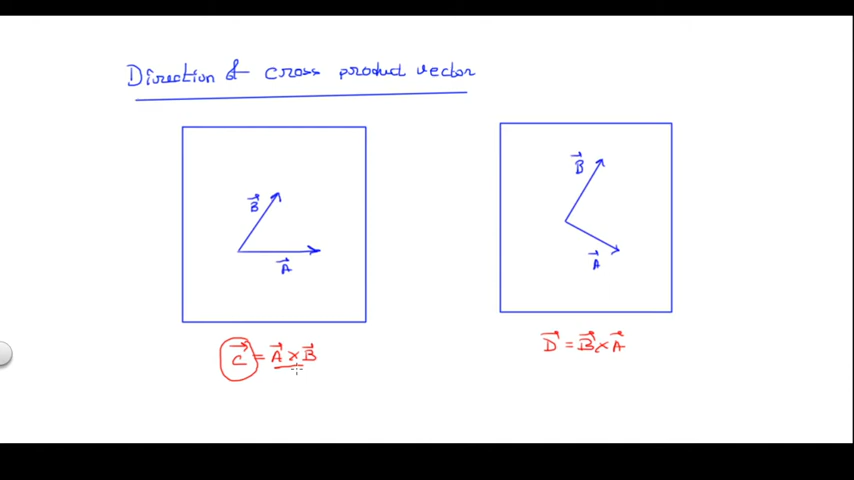 Direction of cross product vector
B⃗
A⃗
B⃗
A⃗
C⃗ = A⃗ × B⃗
D⃗ = B⃗ × A⃗